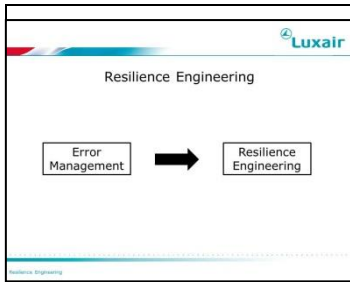 Luxair
Resilience Engineering
Error
Management
Resilience
Engineering
Resilience Engineering